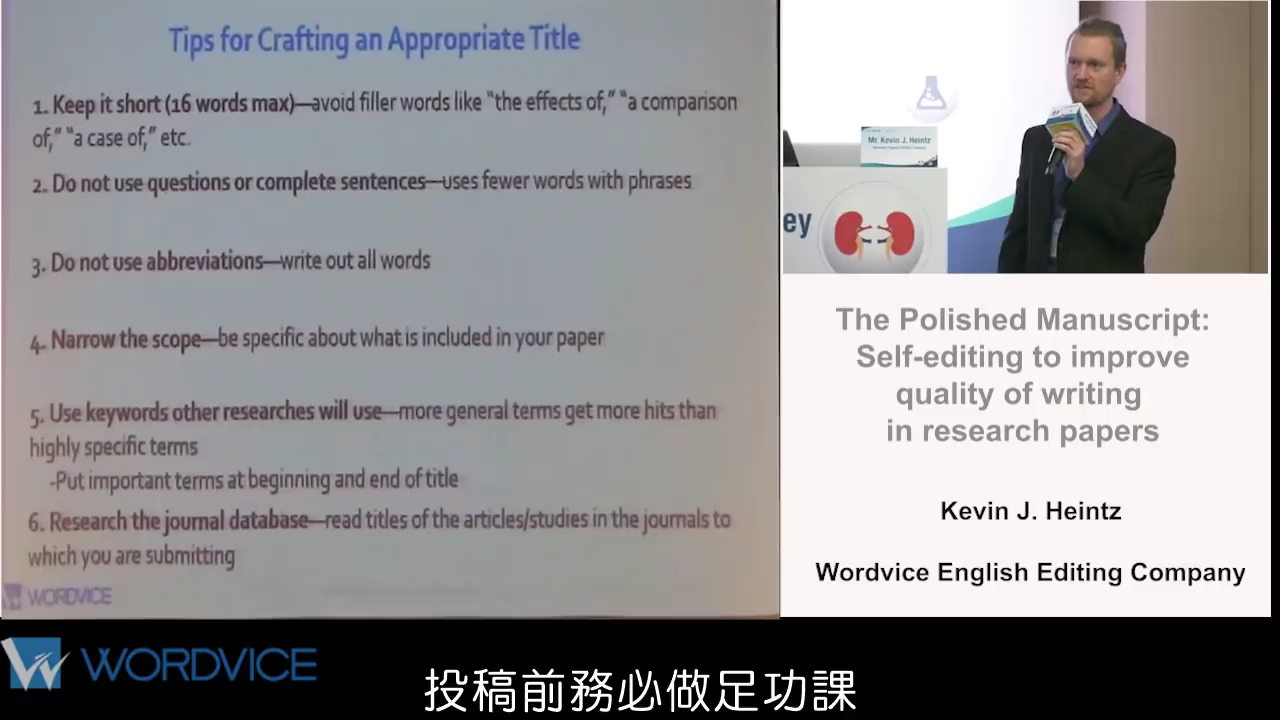 Tips for Crafting an Appropriate Title
1. Keep it short (16 words max)—avoid filler words like “the effects of,” “a comparison
of,” “a case of,” etc.
2. Do not use questions or complete sentences—uses fewer words with phrases
3. Do not use abbreviations—write out all words
4. Narrow the scope—be specific about what is included in your paper
5. Use keywords other researches will use—more general terms get more hits than
highly specific terms
-Put important terms at beginning and end of title
6. Research the journal database—read titles of the articles/studies in the journals to
which you are submitting
WORDVICE
Mr. Kevin J. Heintz
ey
The Polished Manuscript:
Self-editing to improve
quality of writing
in research papers
Kevin J. Heintz
Wordvice English Editing Company
WORDVICE
投稿前務必做足功課